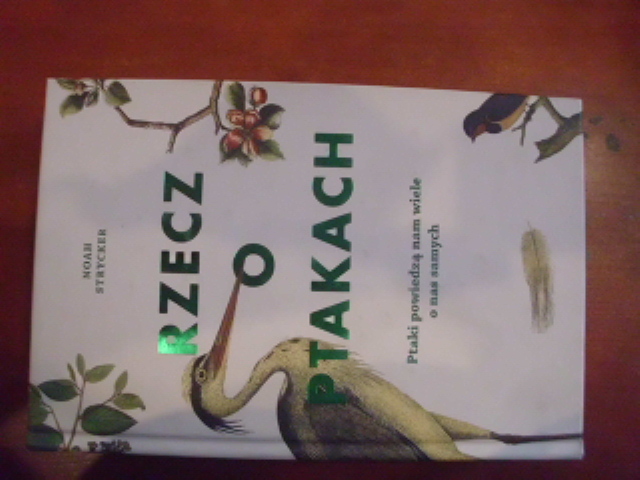 NOAH
STRYCKER
RZECZ
O
PTAKACH
Ptaki powiedzą nam wiele
o nas samych